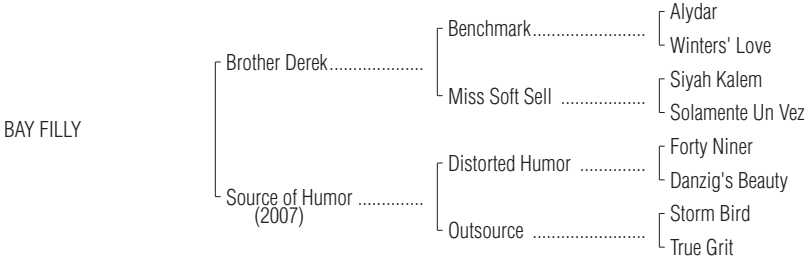 Alydar
Benchmark........................
Winters' Love
Brother Derek....................
Siyah Kalem
Miss Soft Sell ..................
Solamente Un Vez
BAY FILLY
Forty Niner
Distorted Humor ..............
Danzig's Beauty
Source of Humor ..............
(2007)
Storm Bird
Outsource ........................
True Grit